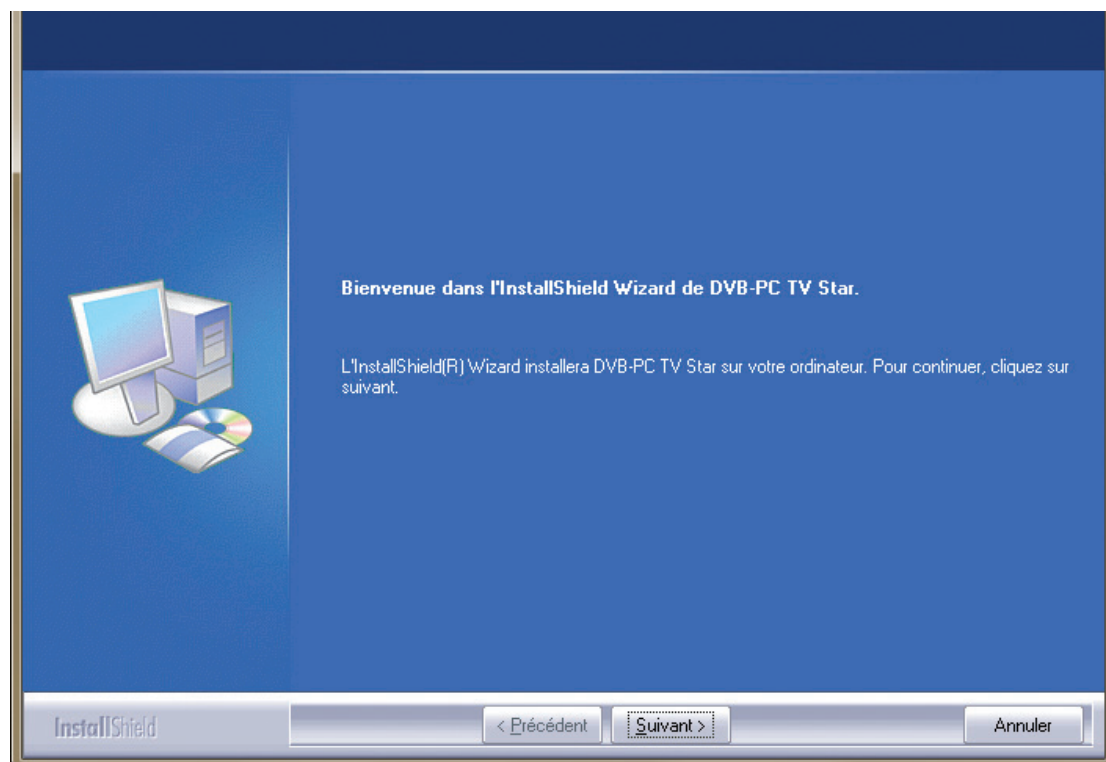 Bienvenue dans l'InstallShield Wizard de DVB-PC TV Star.
L'InstallShield(R) Wizard installera DVB-PC TV Star sur votre ordinateur. Pour continuer, cliquez sur
suivant.
InstallShield
< Précédent
Suivant >
Annuler